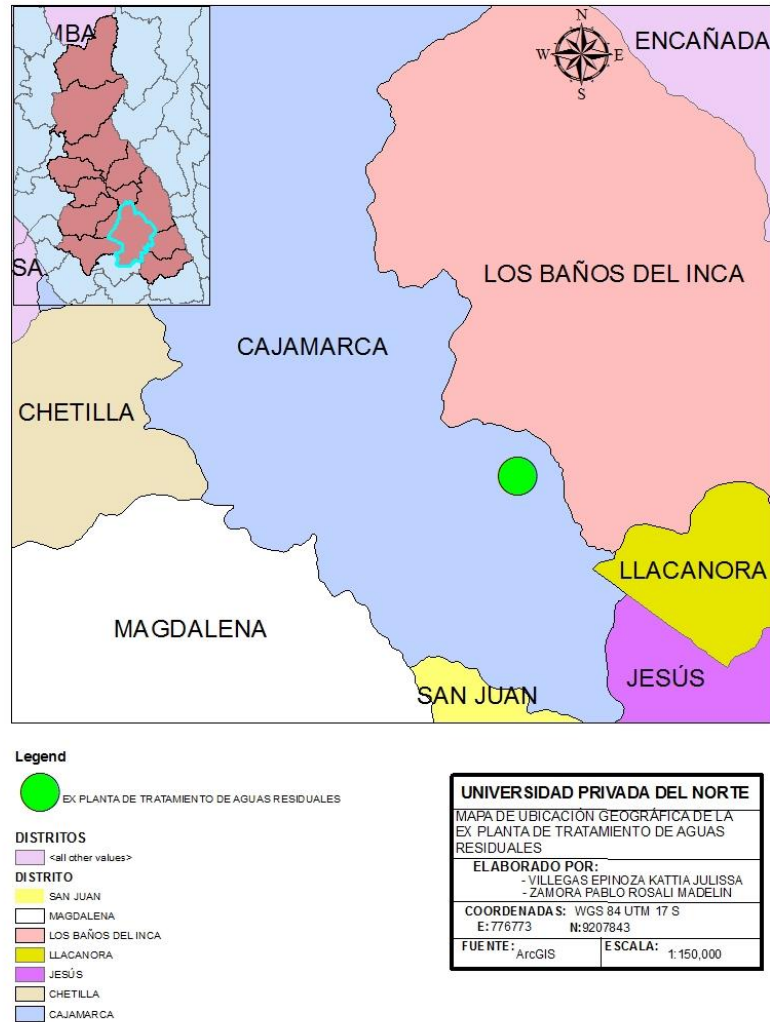 MBA
N
W E
S
ENCAÑADA
SA
LOS BAÑOS DEL INCA
CAJAMARCA
CHETILLA
LLACANORA
MAGDALENA
SAN JUAN
JESÚS
Legend
EX PLANTA DE TRATAMIENTO DE AGUAS RESIDUALES
DISTRITOS
<all other values>
DISTRITO
SAN JUAN
MAGDALENA
LOS BAÑOS DEL INCA
LLACANORA
JESÚS
CHETILLA
CAJAMARCA
UNIVERSIDAD PRIVADA DEL NORTE
MAPA DE UBICACIÓN GEOGRÁFICA DE LA
EX PLANTA DE TRATAMIENTO DE AGUAS
RESIDUALES
ELABORADO POR:
- VILLEGAS EPINOZA KATTIA JULISSA
- ZAMORA PABLO ROSALI MADELIN
COORDENADAS: WGS 84 UTM 17 S
E:776773 N:9207843
FUENTE: ArcGIS ESCALA: 1:150,000